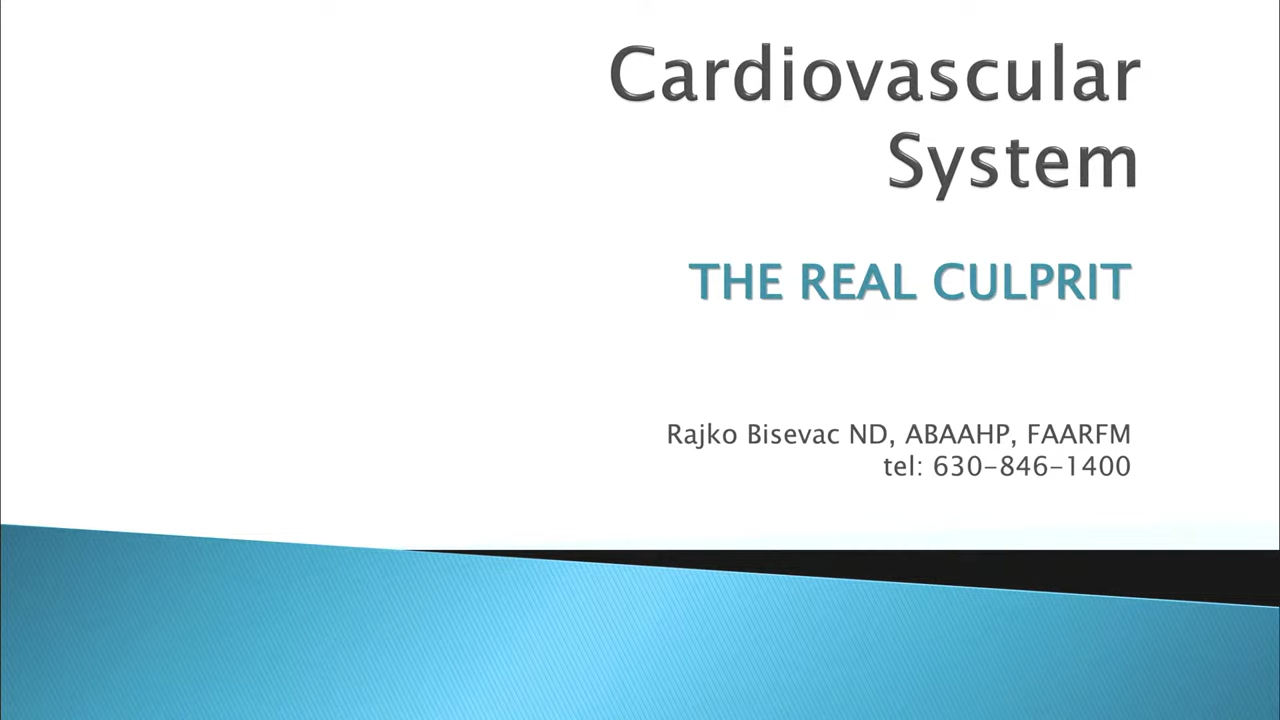 Cardiovascular
System
THE REAL CULPRIT
Rajko Bisevac ND, ABAAHP, FAARFM
tel: 630-846-1400